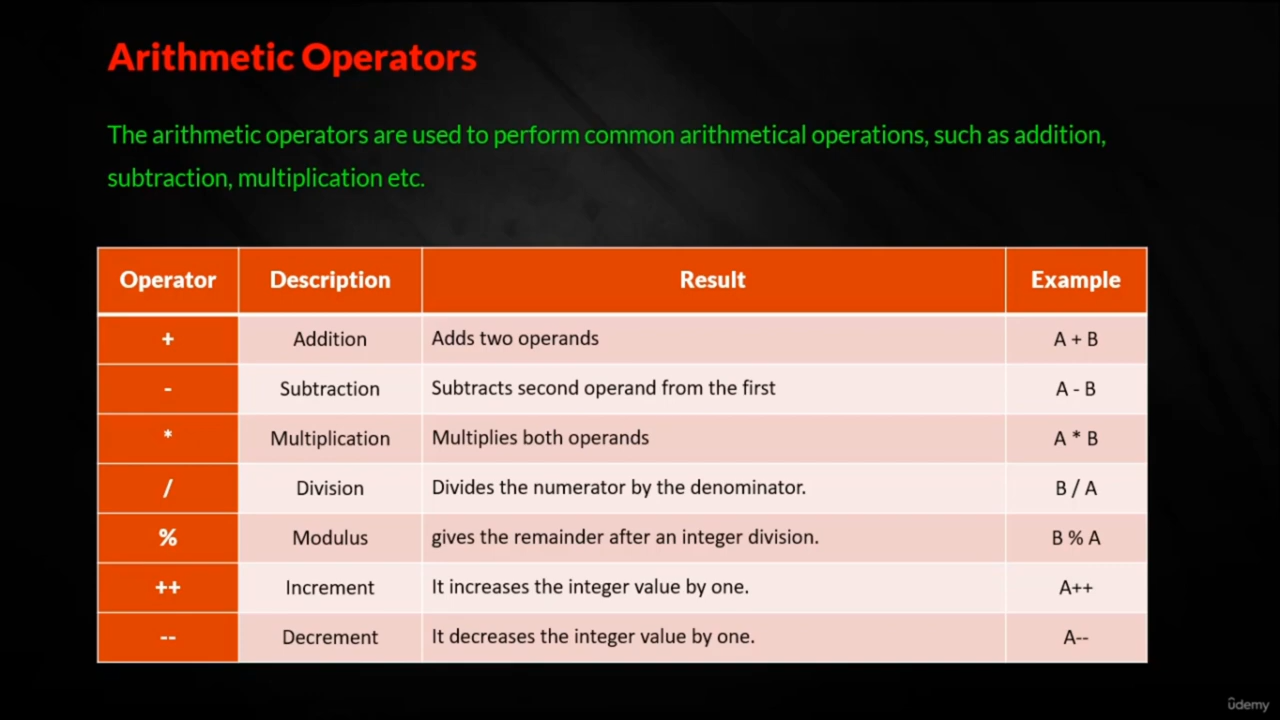 Arithmetic Operators
The arithmetic operators are used to perform common arithmetical operations, such as addition,
subtraction, multiplication etc.
Operator Description Result Example
+ Addition Adds two operands A + B
- Subtraction Subtracts second operand from the first A - B
* Multiplication Multiplies both operands A * B
/ Division Divides the numerator by the denominator. B / A
% Modulus gives the remainder after an integer division. B % A
++ Increment It increases the integer value by one. A++
-- Decrement It decreases the integer value by one. A--
ûdemy